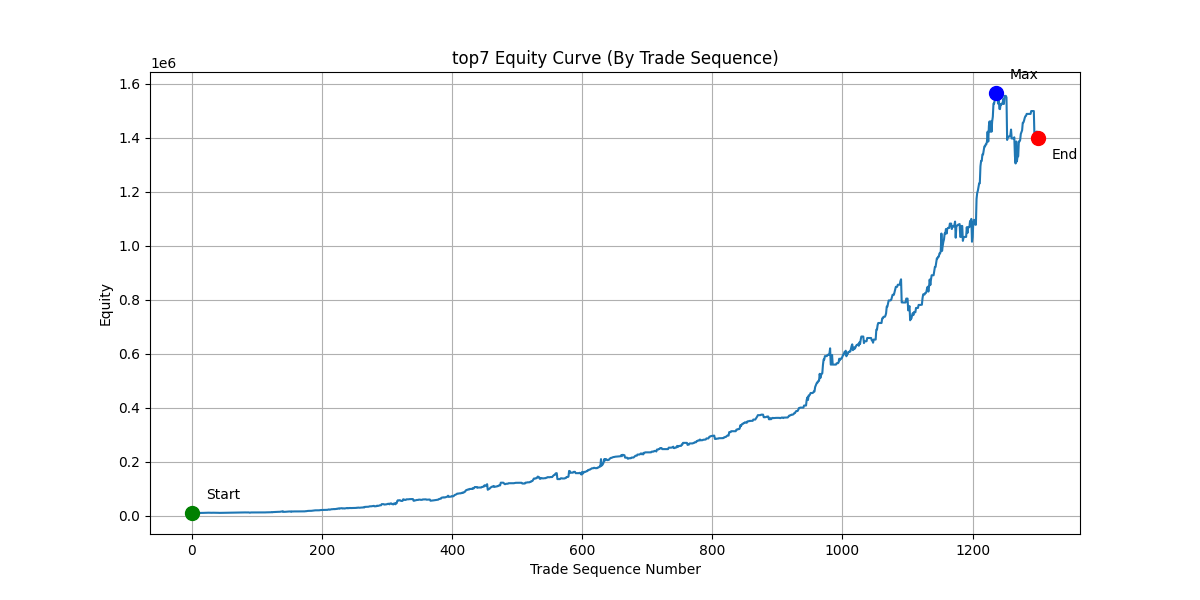 top7 Equity Curve (By Trade Sequence)
1e6
Max
1.6
1.4
End
1.2
1.0
0.8
Equity
0.6
0.4
0.2
Start
0.0
0 200 400 600 800 1000 1200
Trade Sequence Number